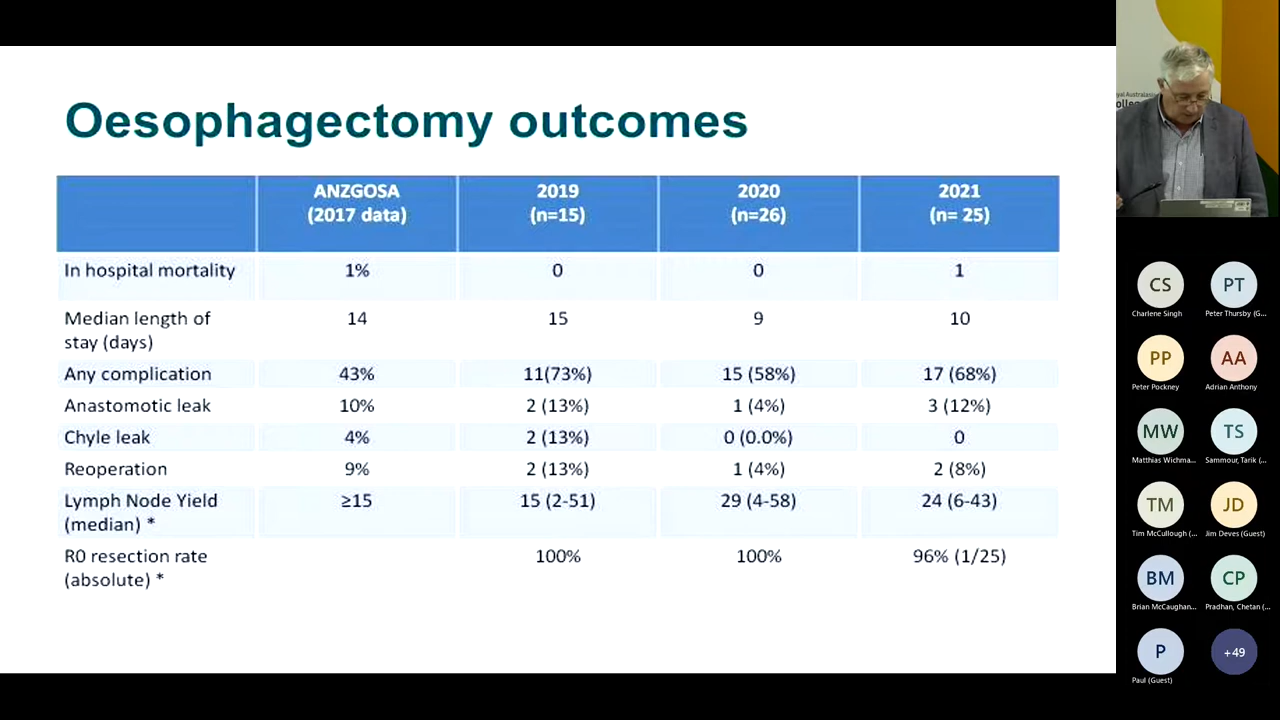 Oesophagectomy outcomes
ANZGOSA 2019 2020 2021
(2017 data) (n=15) (n=26) (n= 25)
In hospital mortality 1% 0 0 1
Median length of 14 15 9 10
stay (days)
Any complication 43% 11(73%) 15 (58%) 17 (68%)
Anastomotic leak 10% 2 (13%) 1 (4%) 3 (12%)
Chyle leak 4% 2 (13%) 0 (0.0%) 0
Reoperation 9% 2 (13%) 1 (4%) 2 (8%)
Lymph Node Yield ≥15 15 (2-51) 29 (4-58) 24 (6-43)
(median) *
R0 resection rate 100% 100% 96% (1/25)
(absolute) *
yal Australasia
olle
CS PT
Charlene Singh Peter Thursby (G...
PP AA
Peter Pockney Adrian Anthony
MW TS
Matthias Wichma... Sammour, Tarik (...
TM JD
Tim McCullough (... Jim Deves (Guest)
BM CP
Brian McCaughan... Pradhan, Chetan (...
P +49
Paul (Guest)